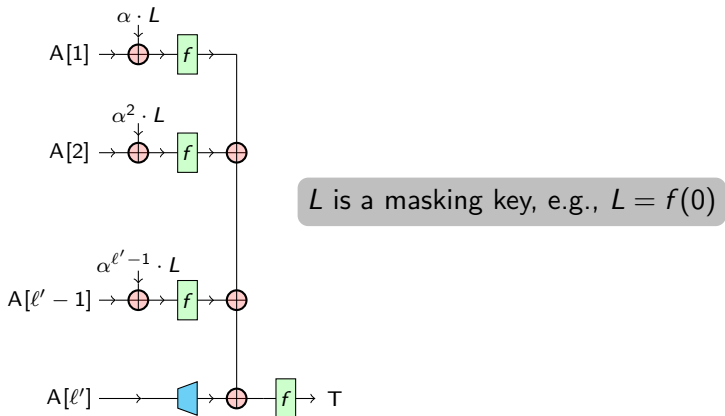 α · L
A[1] f
α² · L
A[2] f
L is a masking key, e.g., L = f(0)
α^{ℓ′−1} · L
A[ℓ′ − 1] f
A[ℓ′] f T